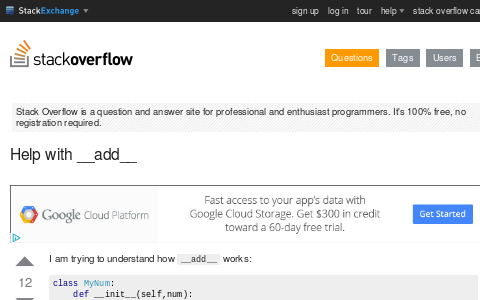 StackExchange sign up log in tour help stack overflow ca
stackoverflow Questions Tags Users
Stack Overflow is a question and answer site for professional and enthusiast programmers. It's 100% free, no
registration required.
Help with __add__
Google Cloud Platform
Fast access to your app's data with
Google Cloud Storage. Get $300 in credit
toward a 60-day free trial.
Get Started
I am trying to understand how __add__ works:
12
class MyNum:
def __init__(self,num):